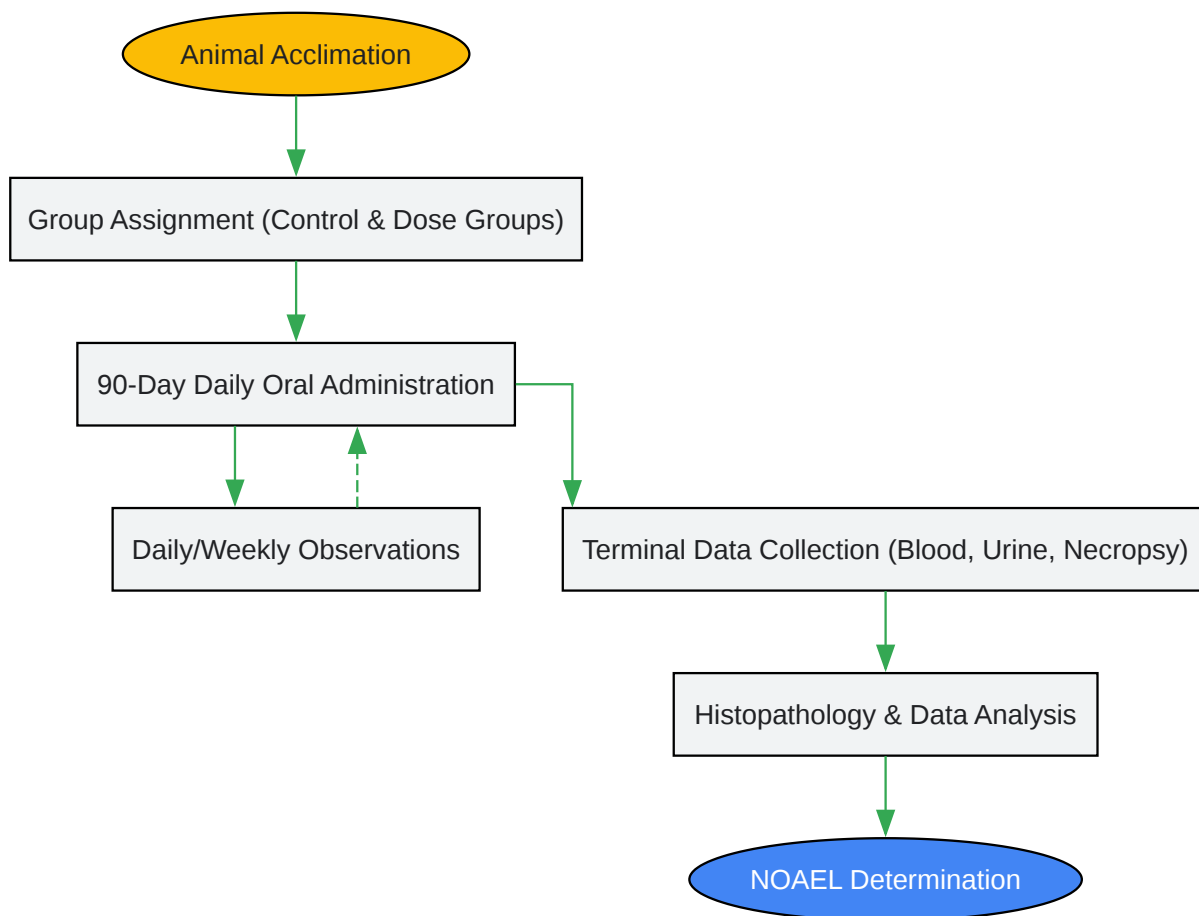 Animal Acclimation
Group Assignment (Control & Dose Groups)
90-Day Daily Oral Administration
Daily/Weekly Observations
Terminal Data Collection (Blood, Urine, Necropsy)
Histopathology & Data Analysis
NOAEL Determination